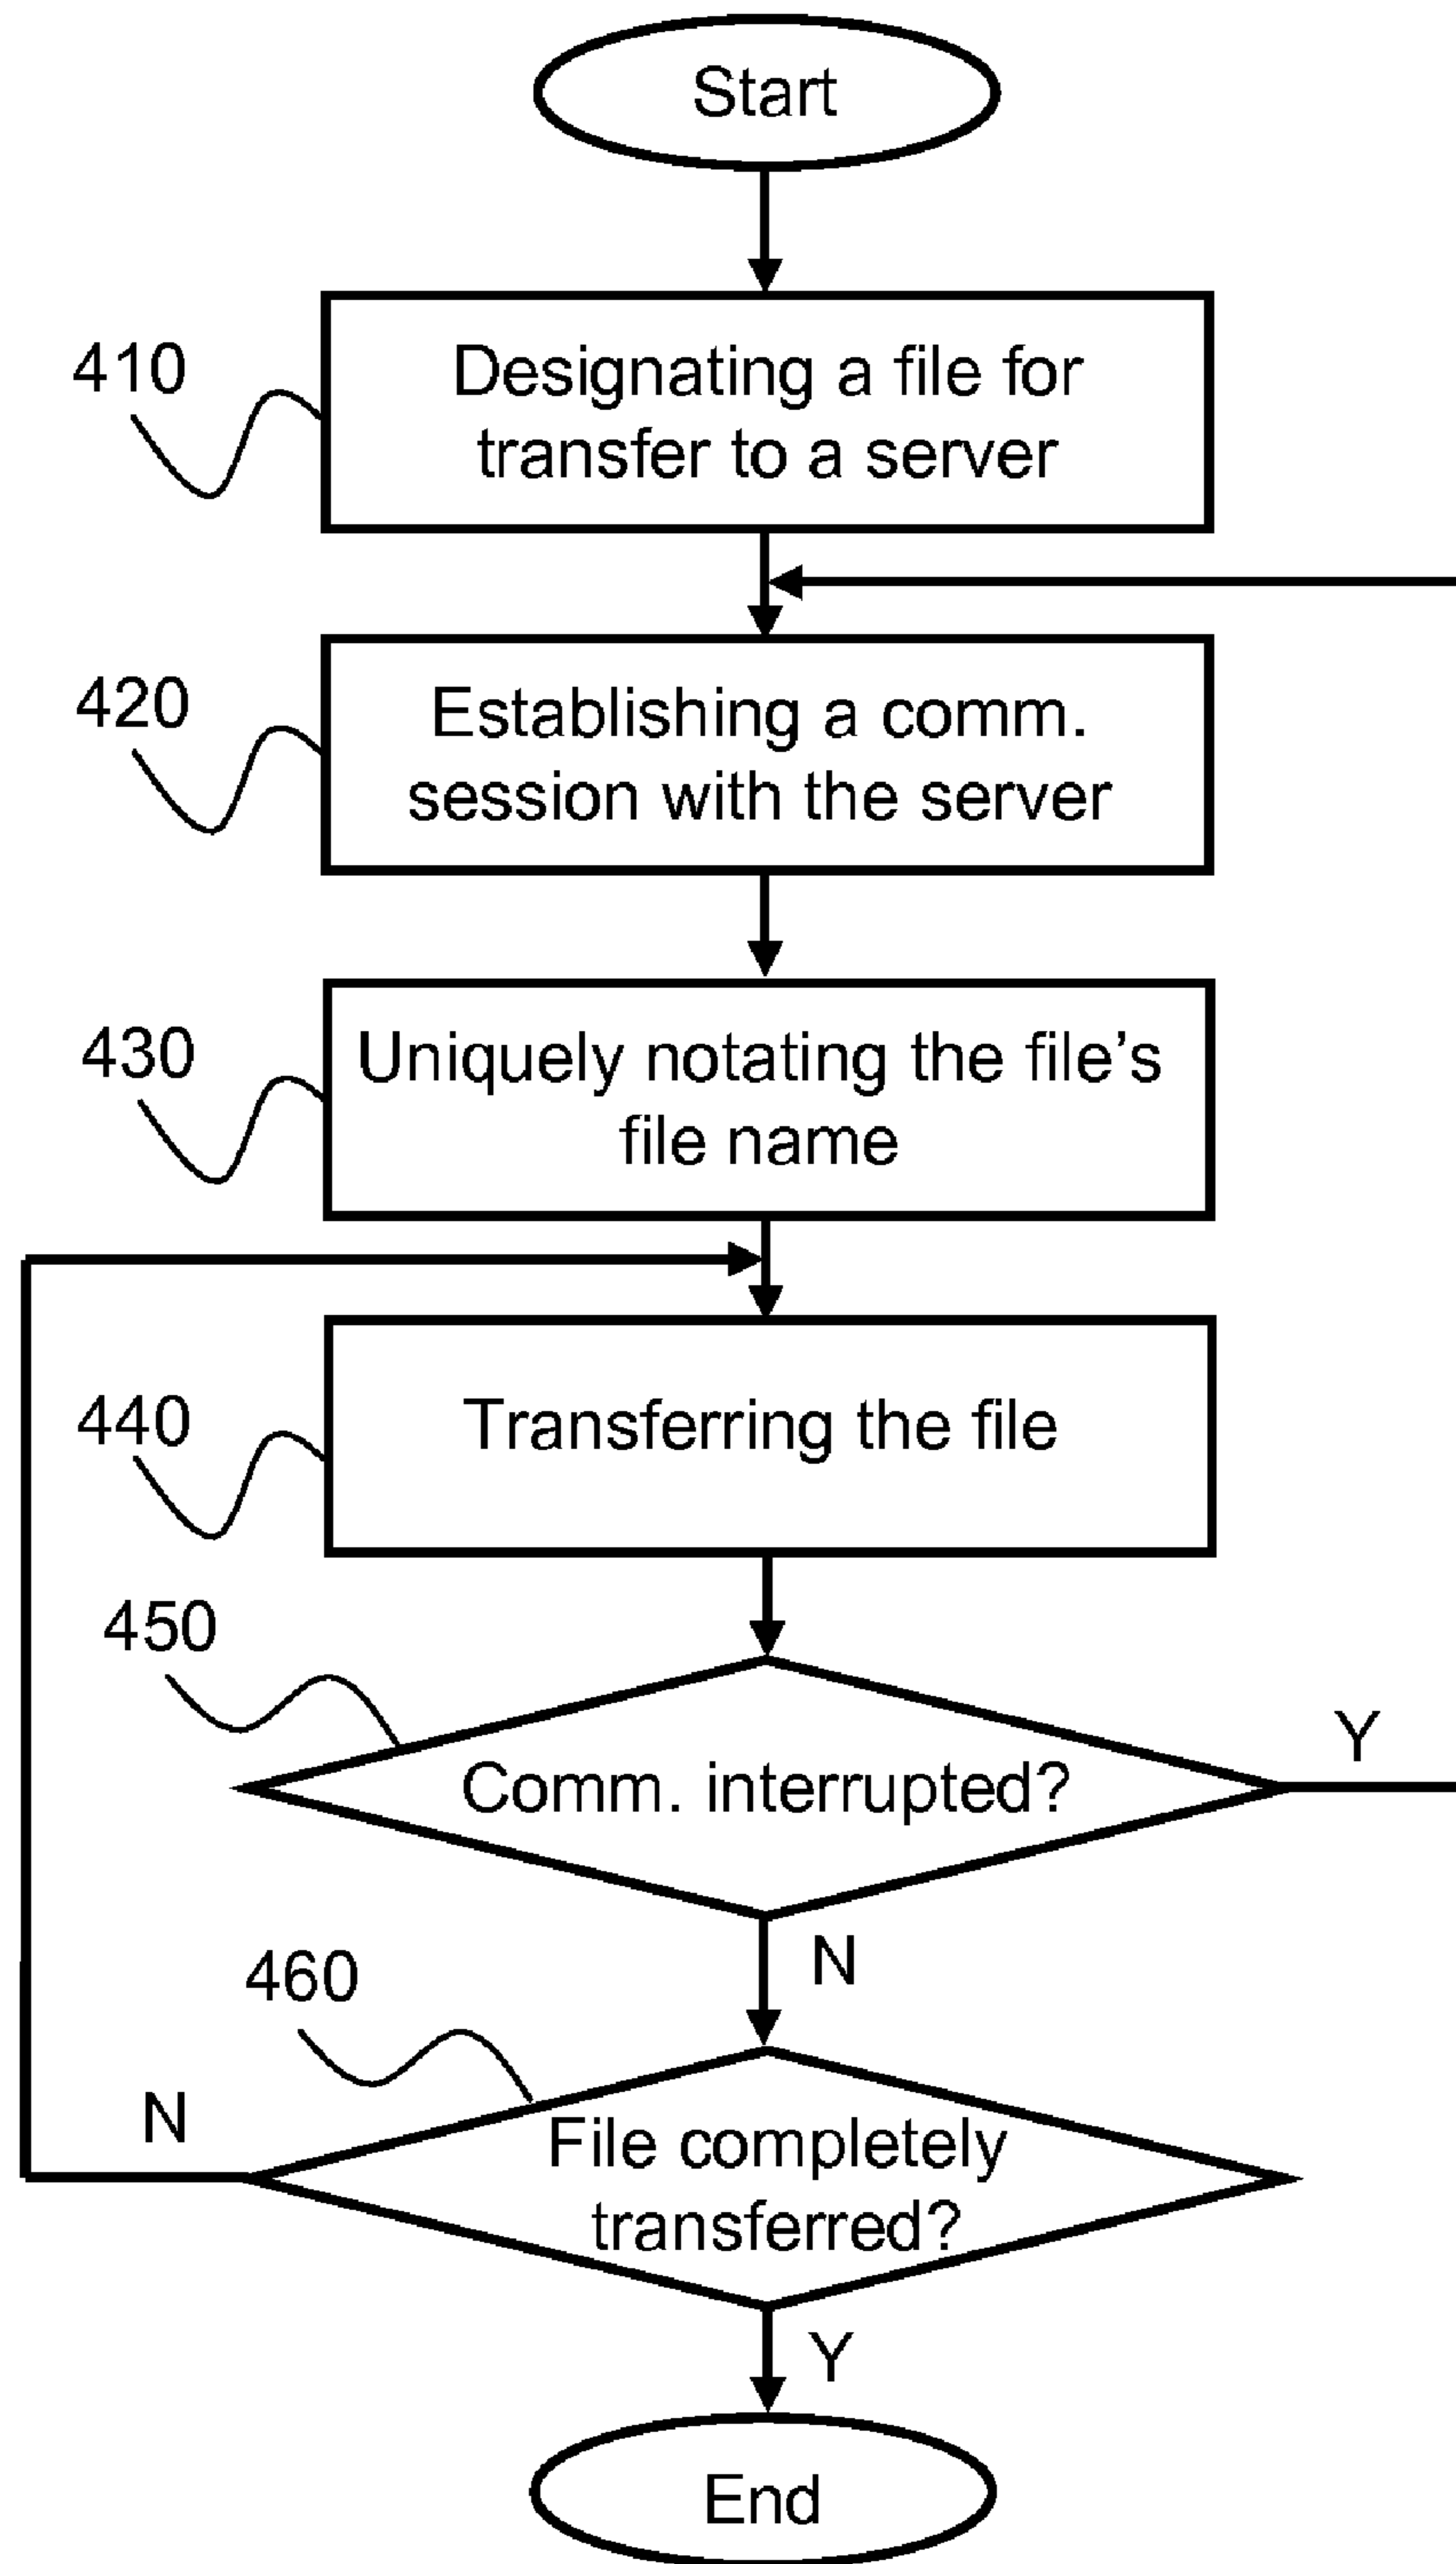 Start
410
Designating a file for
transfer to a server
420
Establishing a comm.
session with the server
430
Uniquely notating the file's
file name
440
Transferring the file
450
Comm. interrupted?
Y
N
460
File completely
transferred?
N
Y
End